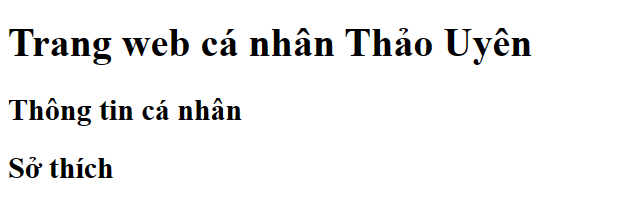 Trang web cá nhân Thảo Uyên
Thông tin cá nhân
Sở thích